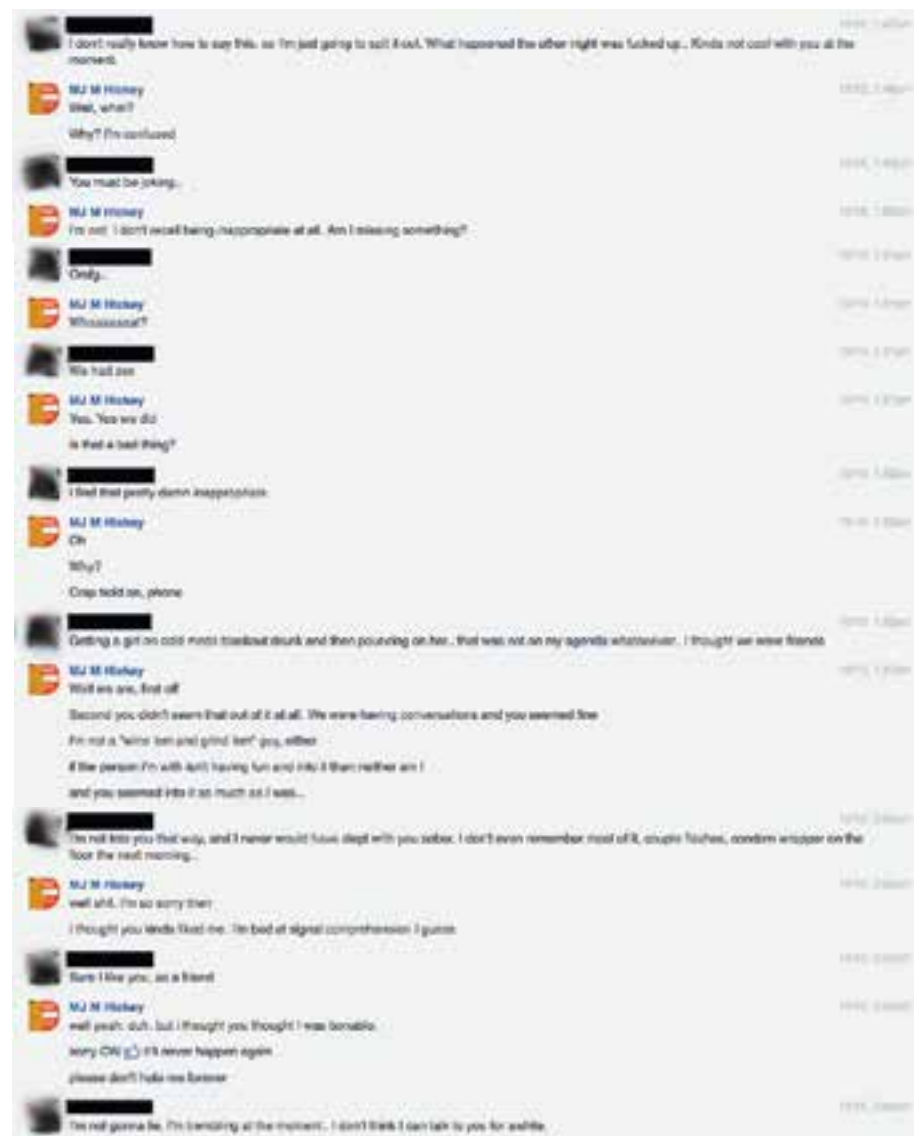 I don't really know how to say this, so I'm just going to spit it out. What happened the other night was fucked up.. Kinda not cool with you at the
moment.
MJ M Hickey
Wait, what?
Why? I'm confused
You must be joking..
MJ M Hickey
I'm not. I don't recall being inappropriate at all. Am I missing something?
Omfg..
MJ M Hickey
We had sex
MJ M Hickey
Yes. Yes we did
Is that a bad thing?
I find that pretty damn inappropriate.
MJ M Hickey
Oh
Why?
Crap hold on, phone
Getting a girl on cold meds blackout drunk and then pouncing on her.. that was not on my agenda whatsoever.. I thought we were friends
MJ M Hickey
Well we are, first off
Second you didn't seem that out of it at all. We were having conversations and you seemed fine
I'm not a "wine em and grind em" guy, either
If the person I'm with isn't having fun and into it then neither am I
and you seemed into it as much as I was...
I'm not into you that way, and I never would have slept with you sober. I don't even remember most of it, couple flashes, condom wrapper on the
floor the next morning..
MJ M Hickey
well shit. I'm so sorry then
I thought you kinda liked me. I'm bad at signal comprehension I guess
Sure I like you, as a friend
MJ M Hickey
well yeah. duh. but i thought you thought I was bonable.
sorry it'll never happen again
please don't hate me forever
I'm not gonna lie, I'm trembling at the moment.. I don't think I can talk to you for awhile.